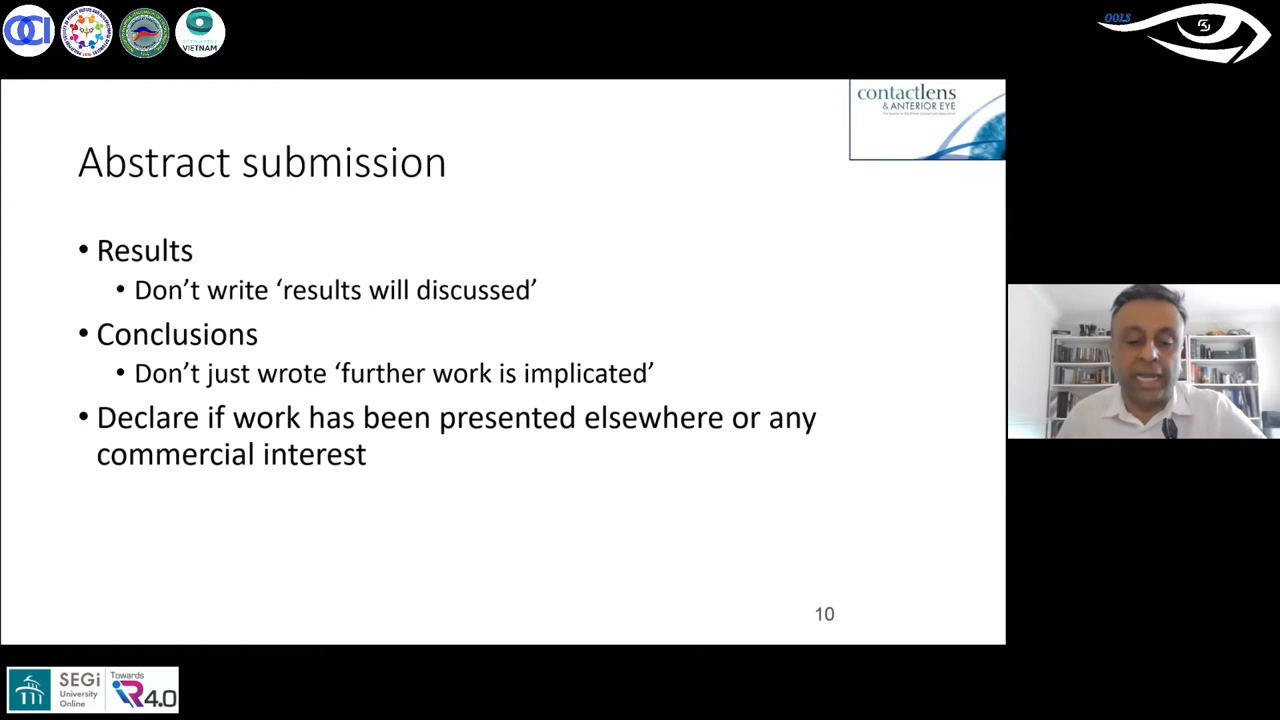 OCI
VIETNAM
OOLS
contactlens
& ANTERIOR EYE
Abstract submission
• Results
• Don’t write ‘results will discussed’
• Conclusions
• Don’t just wrote ‘further work is implicated’
• Declare if work has been presented elsewhere or any
commercial interest
10
SEGi
University
Online
Towards
iR4.0